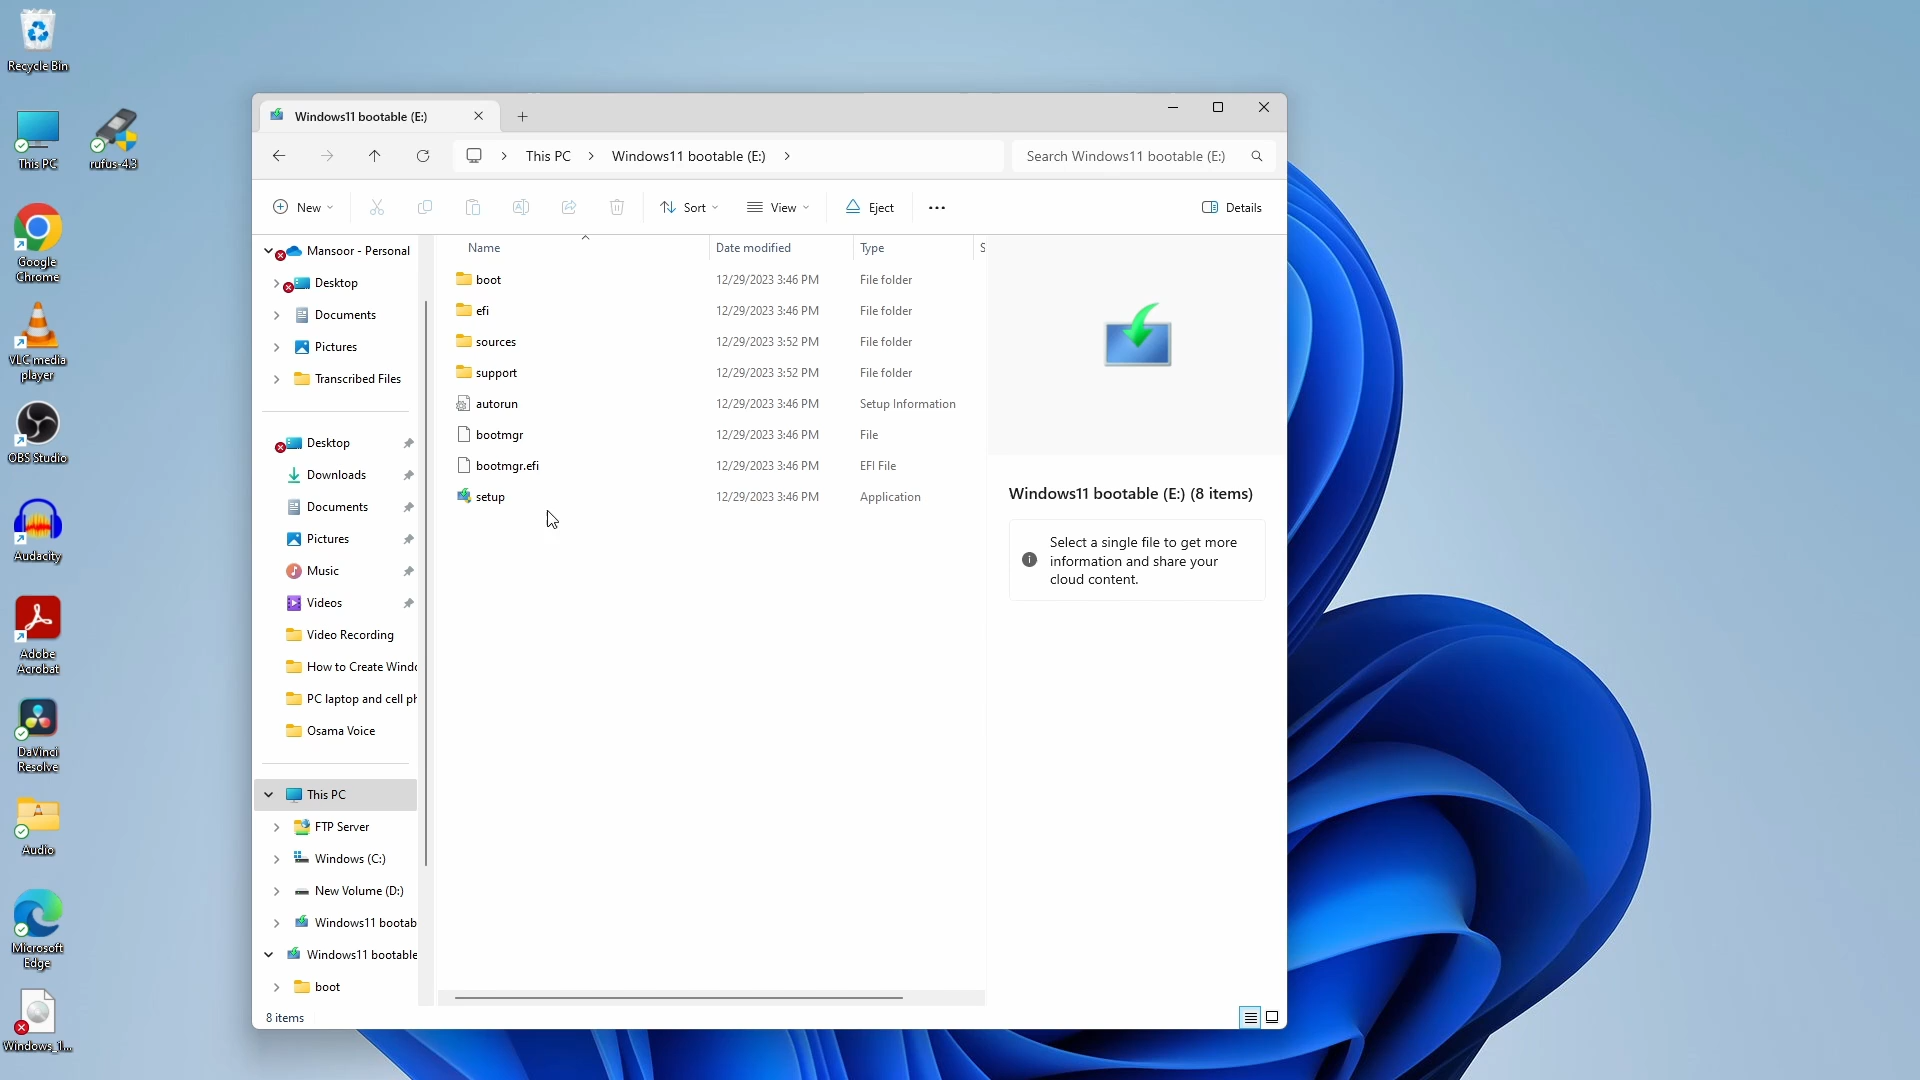 Recycle Bin
This PC
rufus-4.3
Google
Chrome
VLC media
player
OBS Studio
Audacity
Adobe
Acrobat
DaVinci
Resolve
Audio
Microsoft
Edge
Windows_1...
Windows11 bootable (E:)
This PC
Windows11 bootable (E:)
Search Windows11 bootable (E:)
New
Sort
View
Eject
Details
Mansoor - Personal
Desktop
Documents
Pictures
Transcribed Files
Desktop
Downloads
Documents
Pictures
Music
Videos
Video Recording
How to Create Windo
PC laptop and cell ph
Osama Voice
This PC
FTP Server
Windows (C:)
New Volume (D:)
Windows11 bootab
Windows11 bootable
boot
Name Date modified Type S
boot 12/29/2023 3:46 PM File folder
efi 12/29/2023 3:46 PM File folder
sources 12/29/2023 3:52 PM File folder
support 12/29/2023 3:52 PM File folder
autorun 12/29/2023 3:46 PM Setup Information
bootmgr 12/29/2023 3:46 PM File
bootmgr.efi 12/29/2023 3:46 PM EFI File
setup 12/29/2023 3:46 PM Application
Windows11 bootable (E:) (8 items)
Select a single file to get more
information and share your
cloud content.
8 items